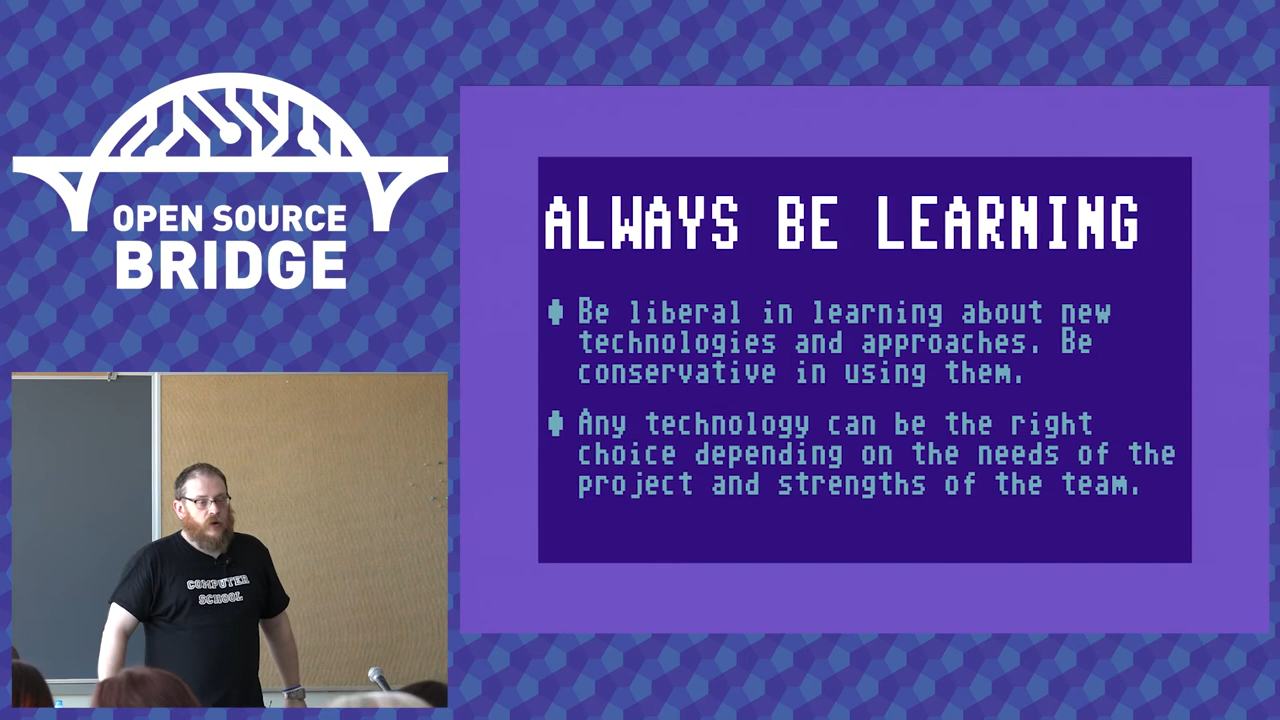 OPEN SOURCE
BRIDGE
ALWAYS BE LEARNING
Be liberal in learning about new
technologies and approaches. Be
conservative in using them.
Any technology can be the right
choice depending on the needs of the
project and strengths of the team.
COMPUTER
SCHOOL